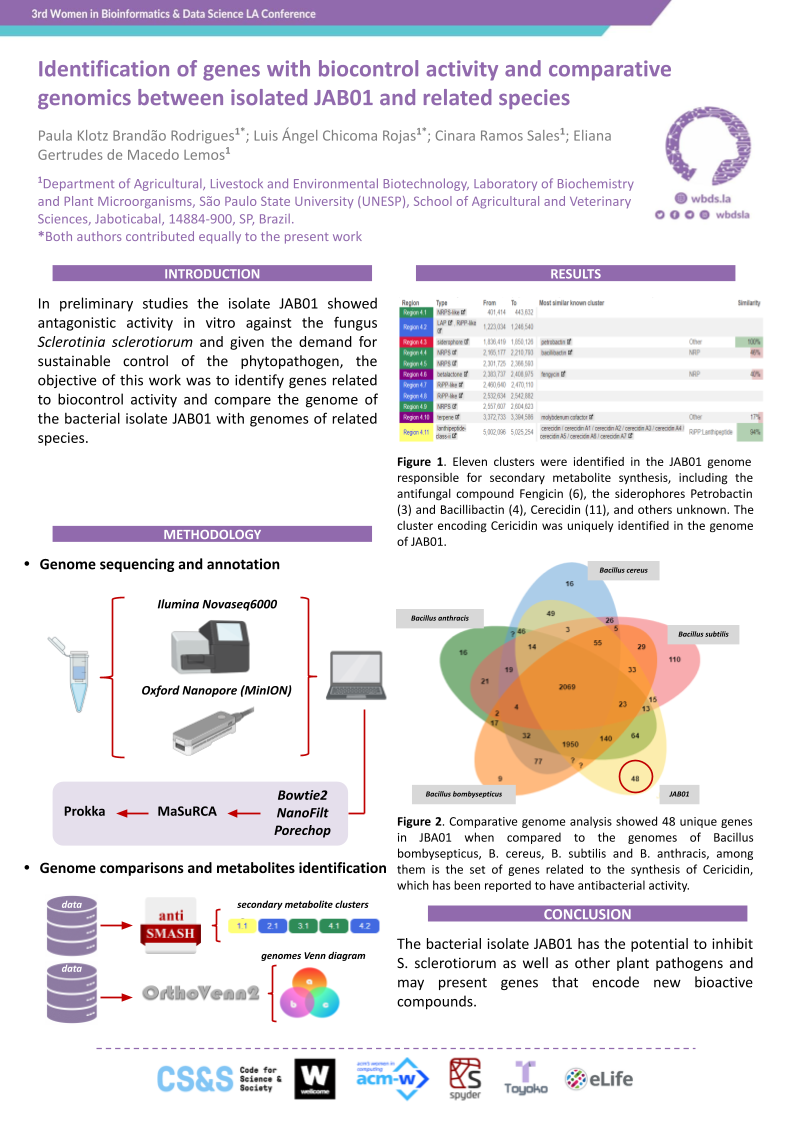 3rd Women in Bioinformatics & Data Science LA Conference
Identification of genes with biocontrol activity and comparative
genomics between isolated JAB01 and related species
Paula Klotz Brandão Rodrigues1*; Luis Ángel Chicoma Rojas1*; Cinara Ramos Sales1; Eliana
Gertrudes de Macedo Lemos1
1Department of Agricultural, Livestock and Environmental Biotechnology, Laboratory of Biochemistry
and Plant Microorganisms, São Paulo State University (UNESP), School of Agricultural and Veterinary
Sciences, Jaboticabal, 14884-900, SP, Brazil.
*Both authors contributed equally to the present work
wbds.la
wbdsla
INTRODUCTION
In preliminary studies the isolate JAB01 showed
antagonistic activity in vitro against the fungus
Sclerotinia sclerotiorum and given the demand for
sustainable control of the phytopathogen, the
objective of this work was to identify genes related
to biocontrol activity and compare the genome of
the bacterial isolate JAB01 with genomes of related
species.
METHODOLOGY
• Genome sequencing and annotation
Ilumina Novaseq6000
Oxford Nanopore (MinION)
Bowtie2
NanoFilt
Porechop
MaSuRCA
Prokka
• Genome comparisons and metabolites identification
data
anti
SMASH
secondary metabolite clusters
1.1 2.1 3.1 4.1 4.2
data
OrthoVenn2
genomes Venn diagram
RESULTS
Region Type From To Most similar known cluster Similarity
Region 4.1 NRPS-like 401,414 443,632
Region 4.2 LAP, RiPP-like 1,223,034 1,246,540
Region 4.3 siderophore 1,836,419 1,850,126 petrobactin Other 100%
Region 4.4 NRPS 2,165,177 2,218,793 bacillibactin NRP 46%
Region 4.5 NRPS 2,301,725 2,366,593
Region 4.6 betalactone 2,383,737 2,408,975 fengycin NRP 40%
Region 4.7 RiPP-like 2,460,640 2,470,110
Region 4.8 RiPP-like 2,532,634 2,542,882
Region 4.9 NRPS 2,557,607 2,604,623
Region 4.10 terpene 3,372,733 3,394,586 molybdenum cofactor Other 17%
Region 4.11 lanthipeptide-class-ii 5,002,096 5,025,254 cerecidin / cerecidin A1 / cerecidin A2 / cerecidin A3 / cerecidin A4 / Lanthipeptide 94%
cerecidin A5 / cerecidin A6 / cerecidin A7
Figure 1. Eleven clusters were identified in the JAB01 genome
responsible for secondary metabolite synthesis, including the
antifungal compound Fengicin (6), the siderophores Petrobactin
(3) and Bacillibactin (4), Cerecidin (11), and others unknown. The
cluster encoding Cericidin was uniquely identified in the genome
of JAB01.
Bacillus cereus
Bacillus anthracis
Bacillus subtilis
Bacillus bombysepticus
JAB01
16
49
26
? 46 3 5
16 14 55 29
110
19 33
21 2069
4 23 15
2 13
17
32 1950 140 64
77 ? ?
9 48
Figure 2. Comparative genome analysis showed 48 unique genes
in JBA01 when compared to the genomes of Bacillus
bombysepticus, B. cereus, B. subtilis and B. anthracis, among
them is the set of genes related to the synthesis of Cericidin,
which has been reported to have antibacterial activity.
CONCLUSION
The bacterial isolate JAB01 has the potential to inhibit
S. sclerotiorum as well as other plant pathogens and
may present genes that encode new bioactive
compounds.
CS&S Code for Science & Society
W wellcome
acm's women in computing
acm-w
spyder
Toyoko
eLife